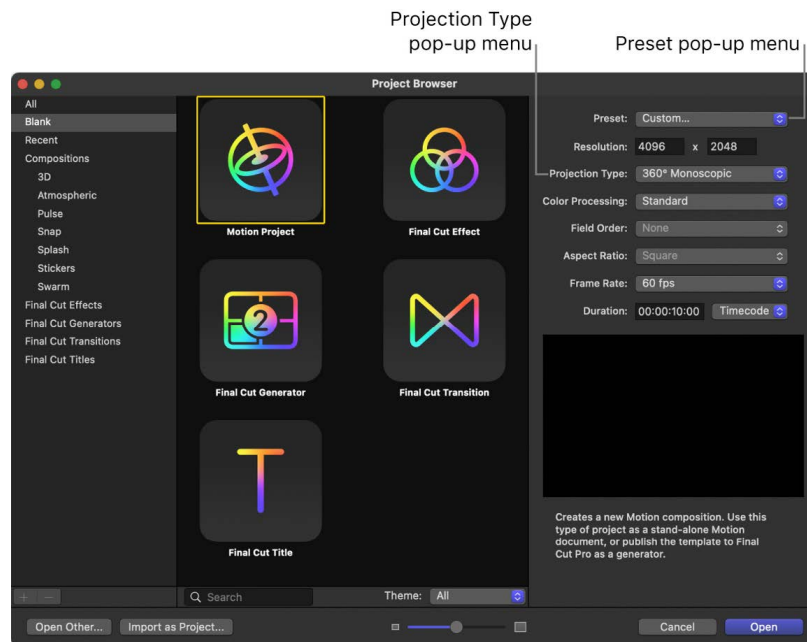 Projection Type
pop-up menu
Preset pop-up menu
Project Browser
All
Blank
Recent
Compositions
3D
Atmospheric
Pulse
Snap
Splash
Stickers
Swarm
Final Cut Effects
Final Cut Generators
Final Cut Transitions
Final Cut Titles
Motion Project
Final Cut Effect
2
Final Cut Generator
Final Cut Transition
T
Final Cut Title
Preset: Custom...
Resolution: 4096 x 2048
Projection Type: 360° Monoscopic
Color Processing: Standard
Field Order: None
Aspect Ratio: Square
Frame Rate: 60 fps
Duration: 00:00:10:00 Timecode
Creates a new Motion composition. Use this
type of project as a stand-alone Motion
document, or publish the template to Final
Cut Pro as a generator.
+ −
Search
Theme: All
Open Other...
Import as Project...
Cancel
Open